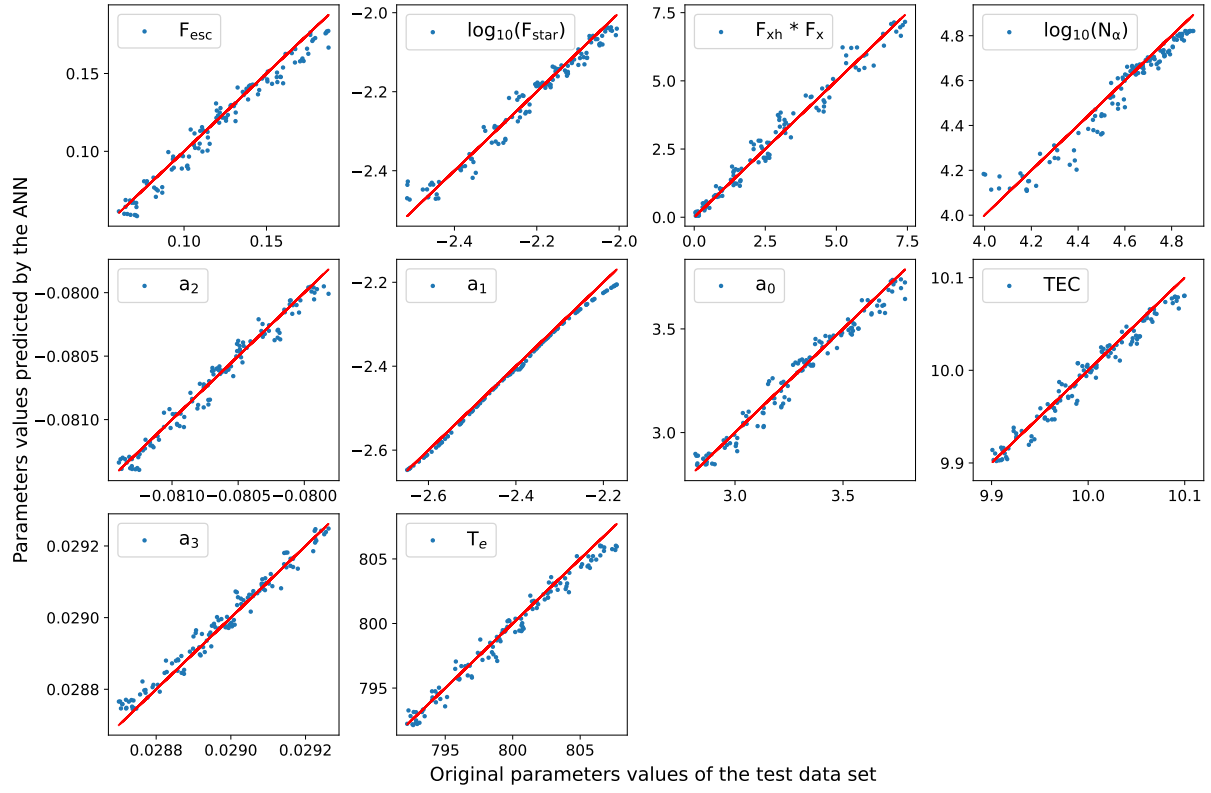 Parameters values predicted by the ANN
F_esc
0.15
0.10
0.10 0.15
log₁₀(F_star)
−2.0
−2.2
−2.4
−2.4 −2.2 −2.0
F_xh * F_x
7.5
5.0
2.5
0.0
0.0 2.5 5.0 7.5
log₁₀(N_α)
4.8
4.6
4.4
4.2
4.0
4.0 4.2 4.4 4.6 4.8
a₂
−0.0800
−0.0805
−0.0810
−0.0810 −0.0805 −0.0800
a₁
−2.2
−2.4
−2.6
−2.6 −2.4 −2.2
a₀
3.5
3.0
3.0 3.5
TEC
10.1
10.0
9.9
9.9 10.0 10.1
a₃
0.0292
0.0290
0.0288
0.0288 0.0290 0.0292
T_e
805
800
795
795 800 805
Original parameters values of the test data set